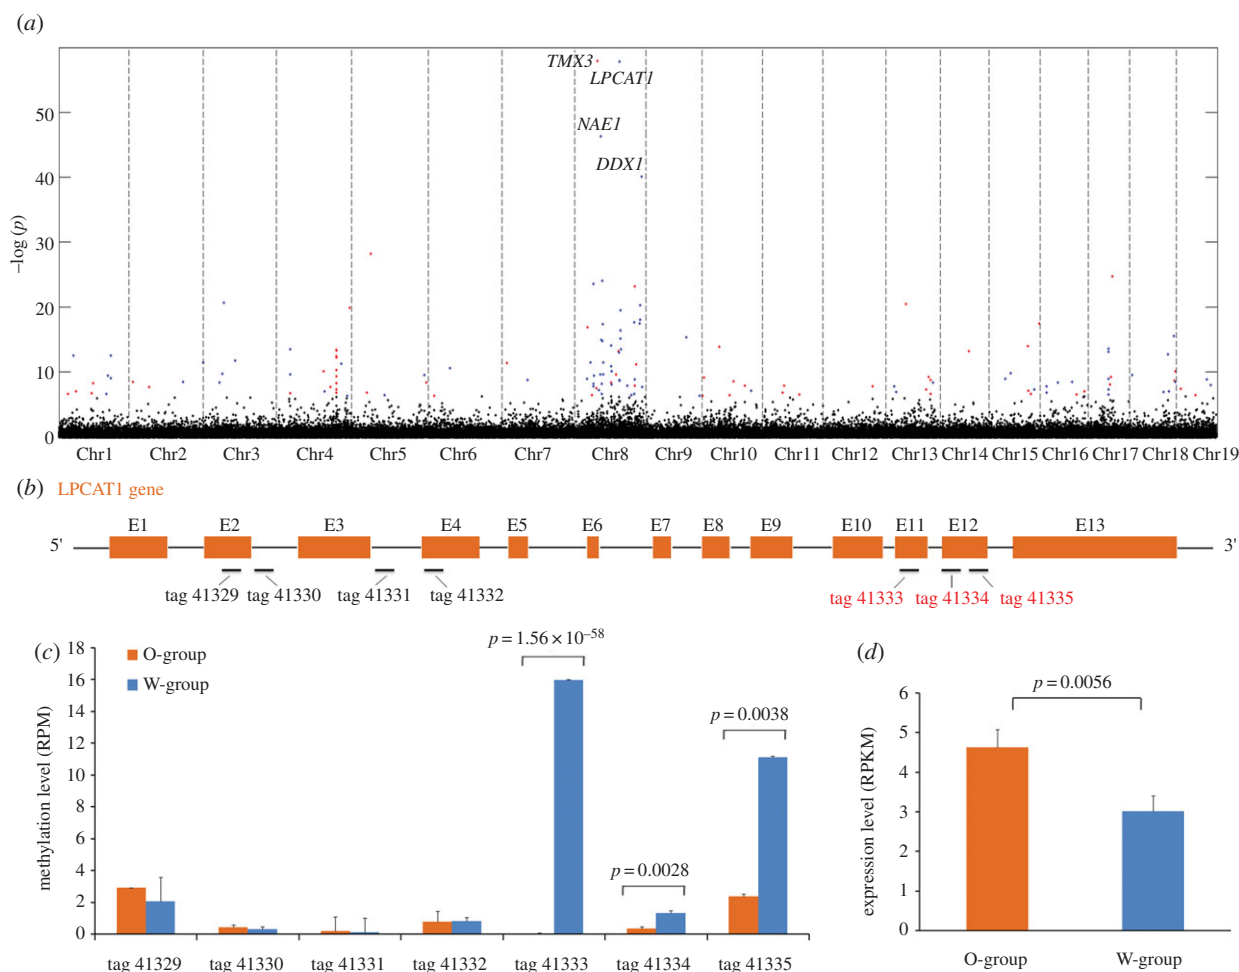 (a)
TMX3
LPCAT1
NAE1
DDX1
–log (p)
50
40
30
20
10
0
Chr1 Chr2 Chr3 Chr4 Chr5 Chr6 Chr7 Chr8 Chr9 Chr10 Chr11 Chr12 Chr13 Chr14 Chr15 Chr16 Chr17 Chr18 Chr19
(b) LPCAT1 gene
E1 E2 E3 E4 E5 E6 E7 E8 E9 E10 E11 E12 E13
5' 3'
tag 41329 tag 41330 tag 41331 tag 41332 tag 41333 tag 41334 tag 41335
(c)
O-group
W-group
methylation level (RPM)
18
16
14
12
10
8
6
4
2
0
p = 1.56 × 10⁻⁵⁸
p = 0.0028
p = 0.0038
tag 41329 tag 41330 tag 41331 tag 41332 tag 41333 tag 41334 tag 41335
(d)
expression level (RPKM)
6
5
4
3
2
1
0
p = 0.0056
O-group W-group